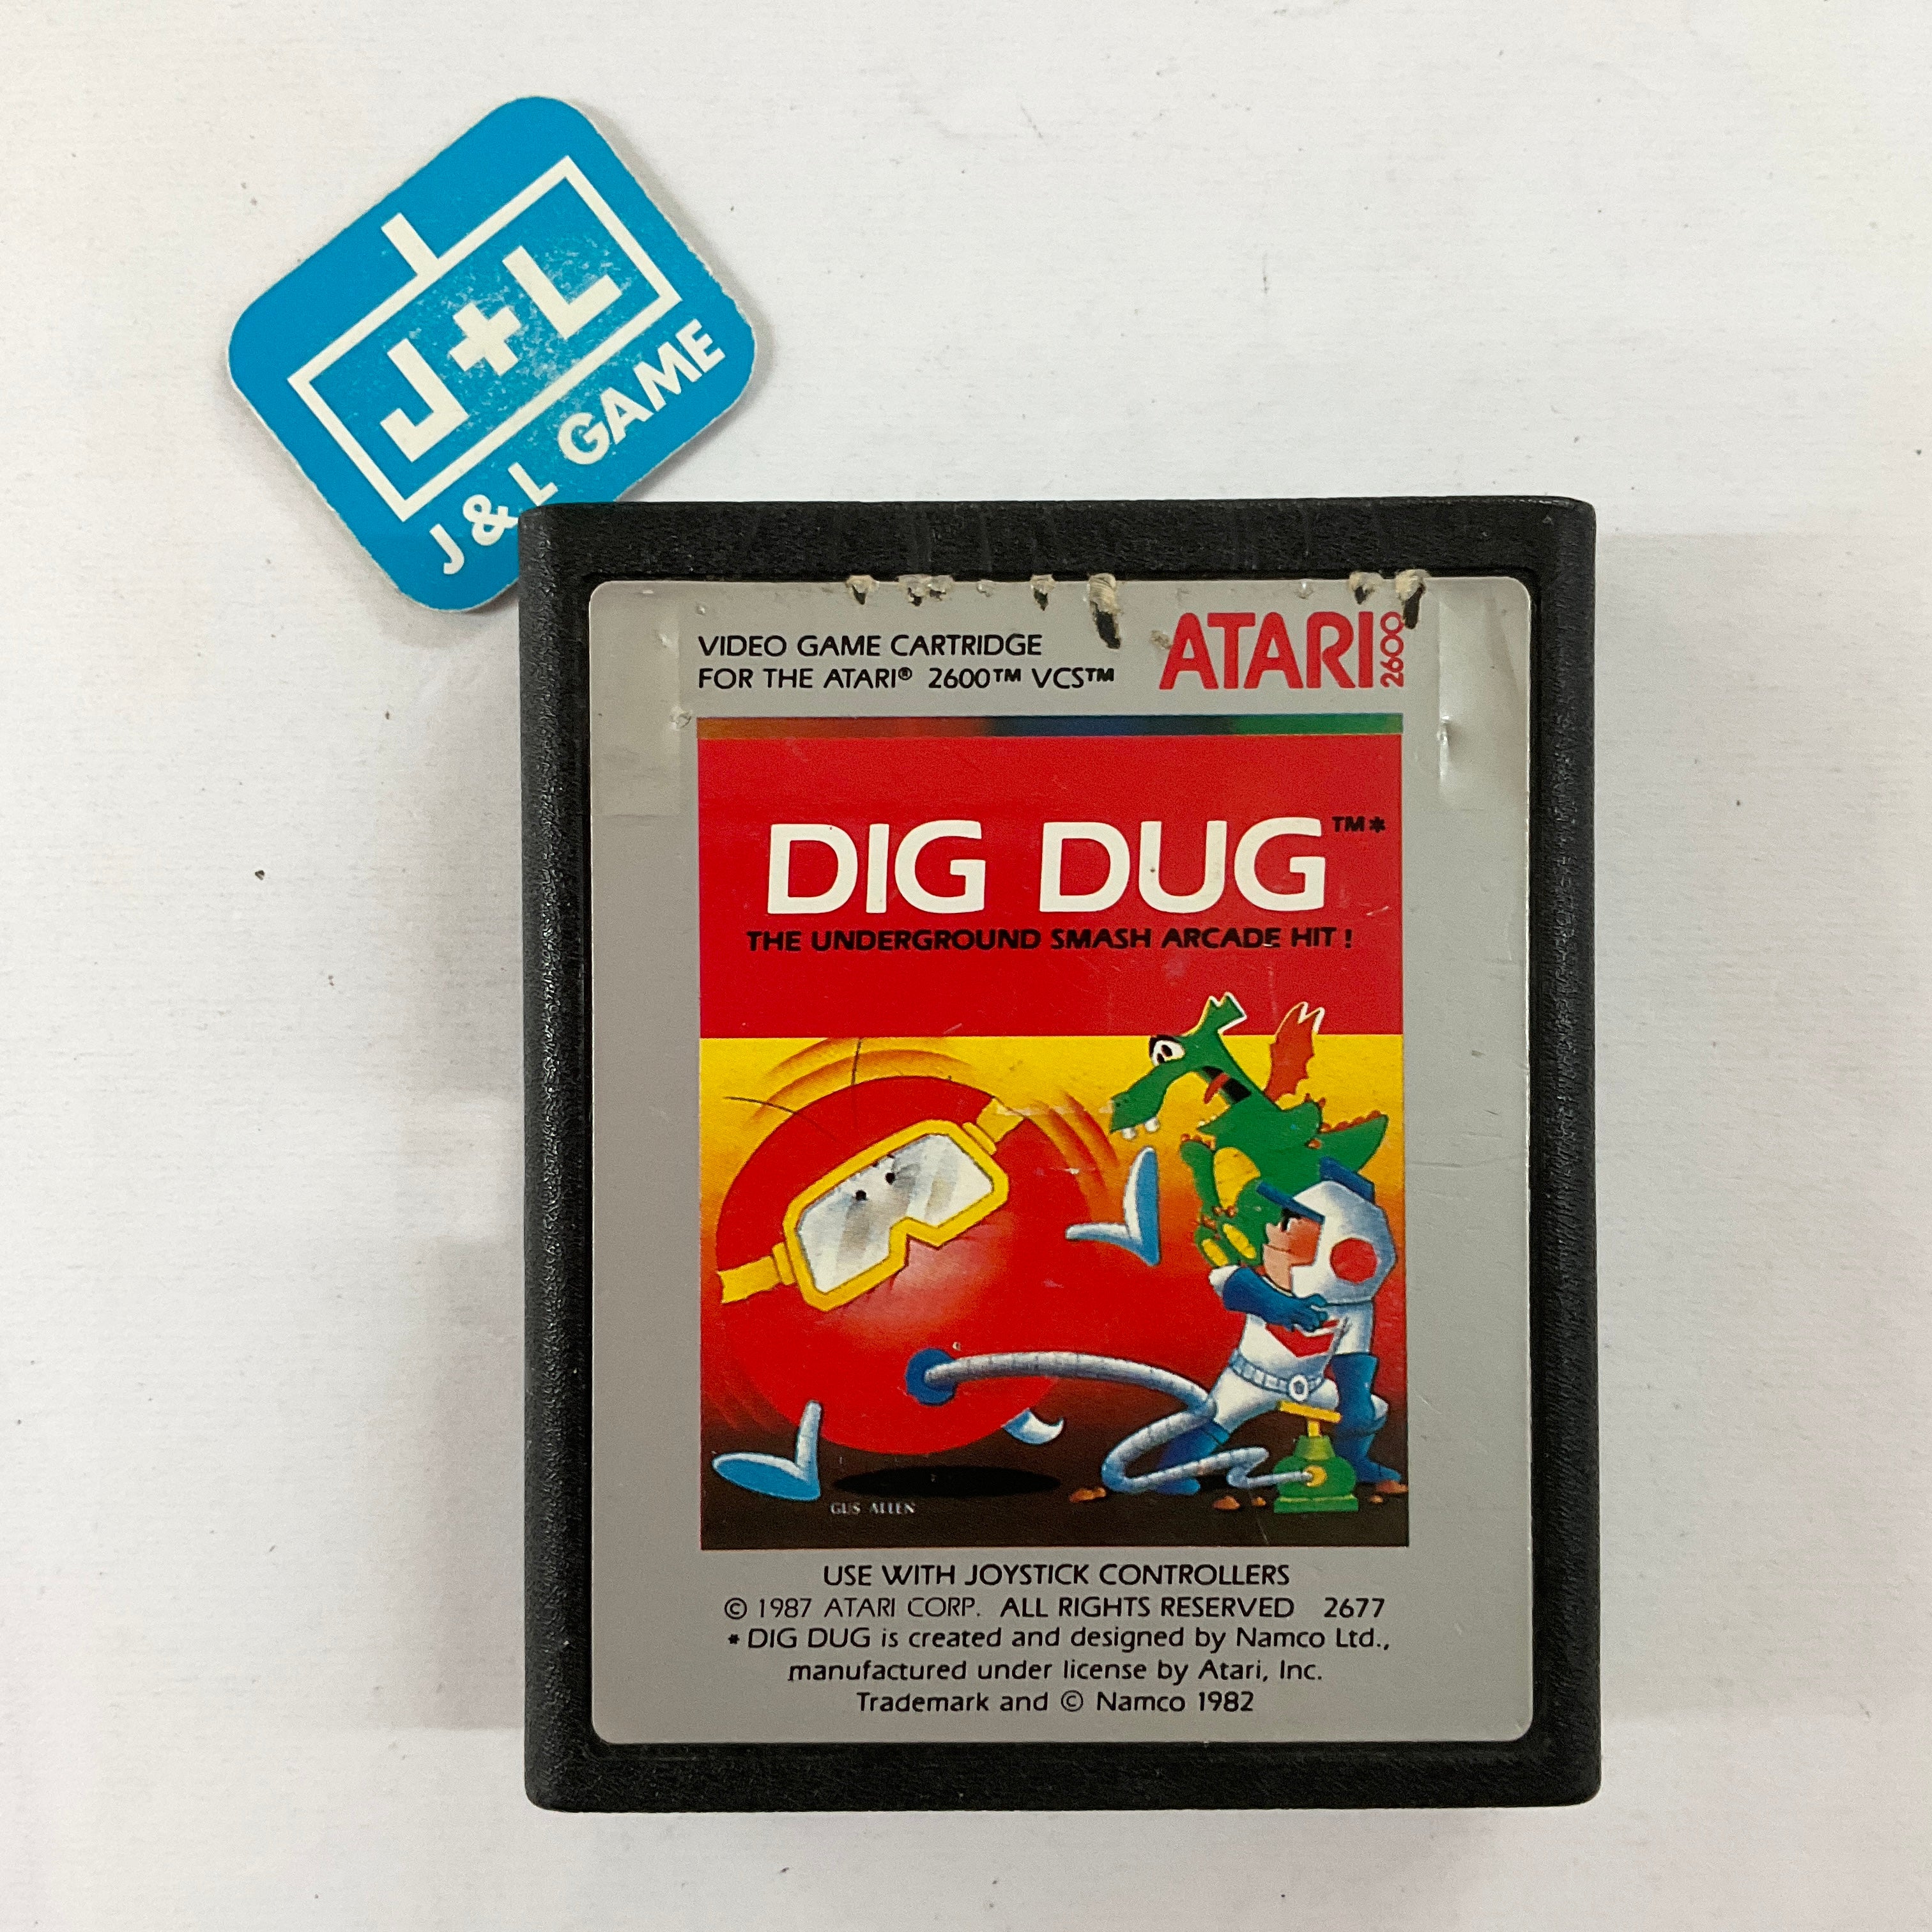 J+L
J & L GAME
VIDEO GAME CARTRIDGE
FOR THE ATARI® 2600™ VCS™
ATARI 2600
DIG DUG™*
THE UNDERGROUND SMASH ARCADE HIT !
GUS ALLEN
USE WITH JOYSTICK CONTROLLERS
© 1987 ATARI CORP. ALL RIGHTS RESERVED 2677
* DIG DUG is created and designed by Namco Ltd.,
manufactured under license by Atari, Inc.
Trademark and © Namco 1982